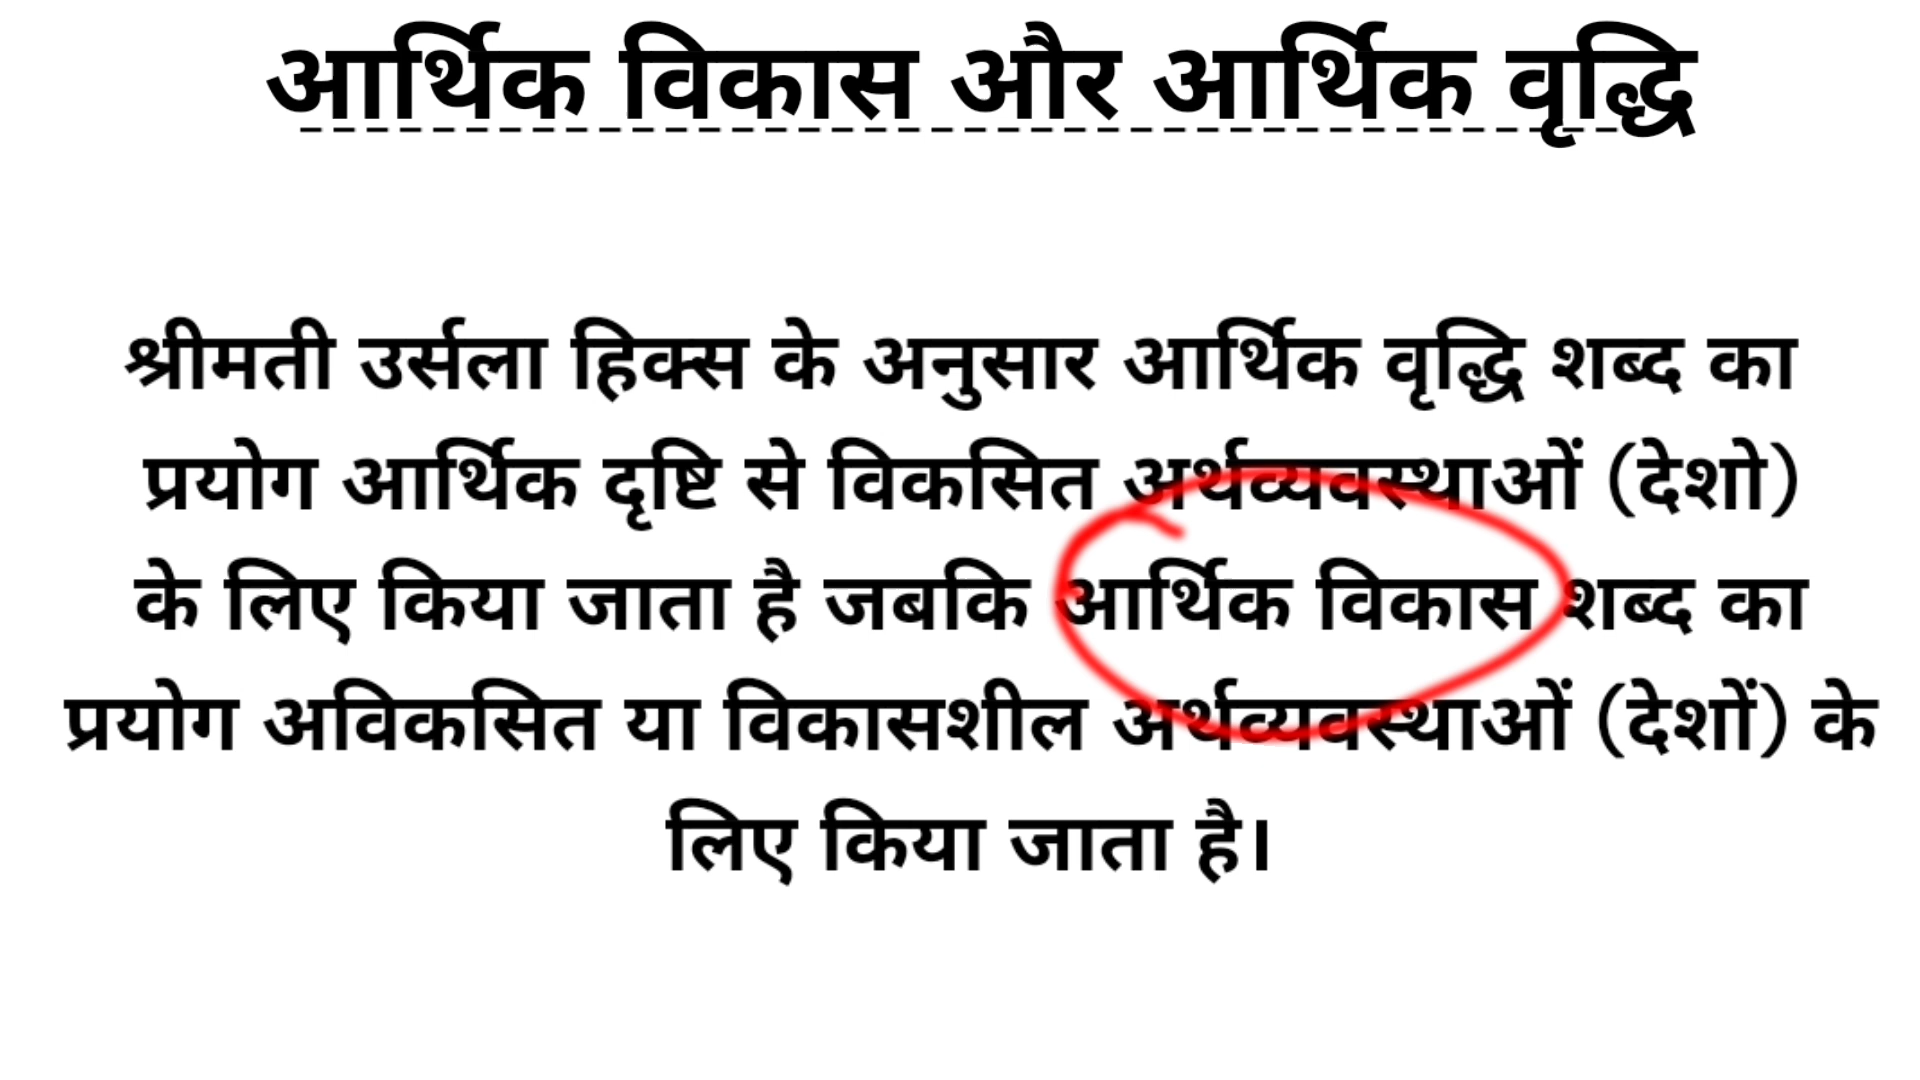 आर्थिक विकास और आर्थिक वृद्धि
श्रीमती उर्सला हिक्स के अनुसार आर्थिक वृद्धि शब्द का
प्रयोग आर्थिक दृष्टि से विकसित अर्थव्यवस्थाओं (देशो)
के लिए किया जाता है जबकि आर्थिक विकास शब्द का
प्रयोग अविकसित या विकासशील अर्थव्यवस्थाओं (देशों) के
लिए किया जाता है।